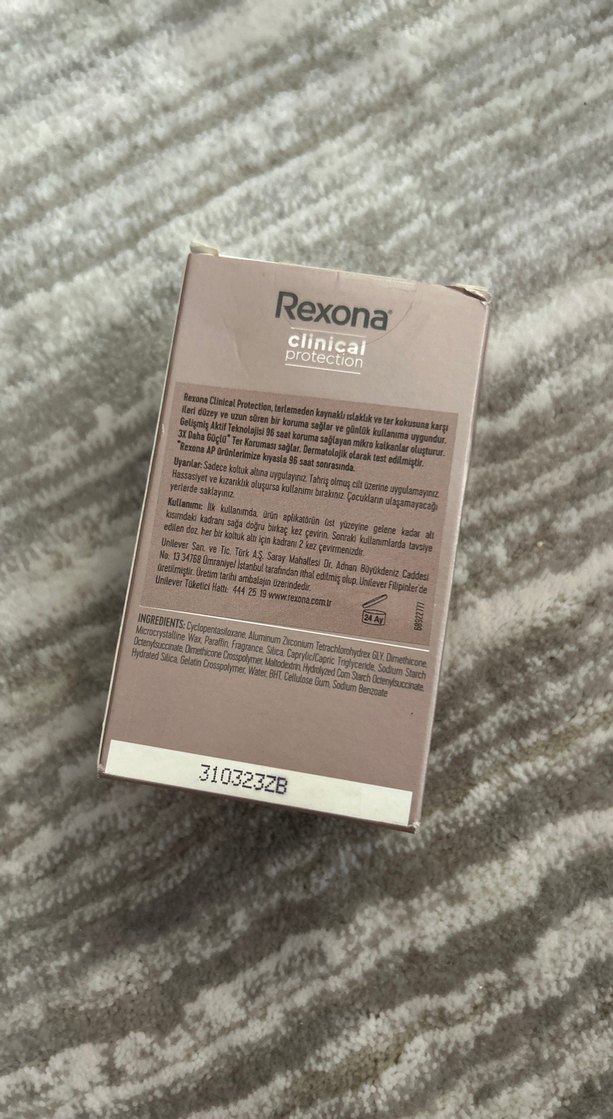 Rexona®
clinical
protection
Rexona Clinical Protection, terlemeden kaynaklı ıslaklık ve ter kokusuna karşı
ileri düzey ve uzun süren bir koruma sağlar ve günlük kullanıma uygundur.
Gelişmiş Aktif Teknolojisi 96 saat koruma sağlayan mikro kalkanlar oluşturur.
3X Daha Güçlü* Ter Koruması sağlar. Dermatolojik olarak test edilmiştir.
*Rexona AP ürünlerimize kıyasla 96 saat sonrasında.
Uyarılar: Sadece koltuk altına uygulayınız. Tahriş olmuş cilt üzerine uygulamayınız.
Hassasiyet ve kızarıklık oluşursa kullanımı bırakınız. Çocukların ulaşamayacağı
yerlerde saklayınız.
Kullanımı: İlk kullanımda, ürün aplikatörün üst yüzeyine gelene kadar alt
kısımdaki kadranı sağa doğru birkaç kez çevirin. Sonraki kullanımlarda tavsiye
edilen doz, her bir koltuk altı için kadranı 2 kez çevirmenizdir.
Unilever San. ve Tic. Türk A.Ş. Saray Mahallesi Dr. Adnan Büyükdeniz Caddesi
No: 13 34768 Ümraniye/ İstanbul tarafından ithal edilmiş olup, Unilever Filipinler'de
üretilmiştir. Üretim tarihi ambalajın üzerindedir.
Unilever Tüketici Hattı: 444 25 19 www.rexona.com.tr
24 Ay
68922777
INGREDIENTS: Cyclopentasiloxane, Aluminum Zirconium Tetrachlorohydrex GLY, Dimethicone,
Microcrystalline Wax, Paraffin, Fragrance, Silica, Caprylic/Capric Triglyceride, Sodium Starch
Octenylsuccinate, Dimethicone Crosspolymer, Maltodextrin, Hydrolyzed Corn Starch Octenylsuccinate,
Hydrated Silica, Gelatin Crosspolymer, Water, BHT, Cellulose Gum, Sodium Benzoate
310323ZB